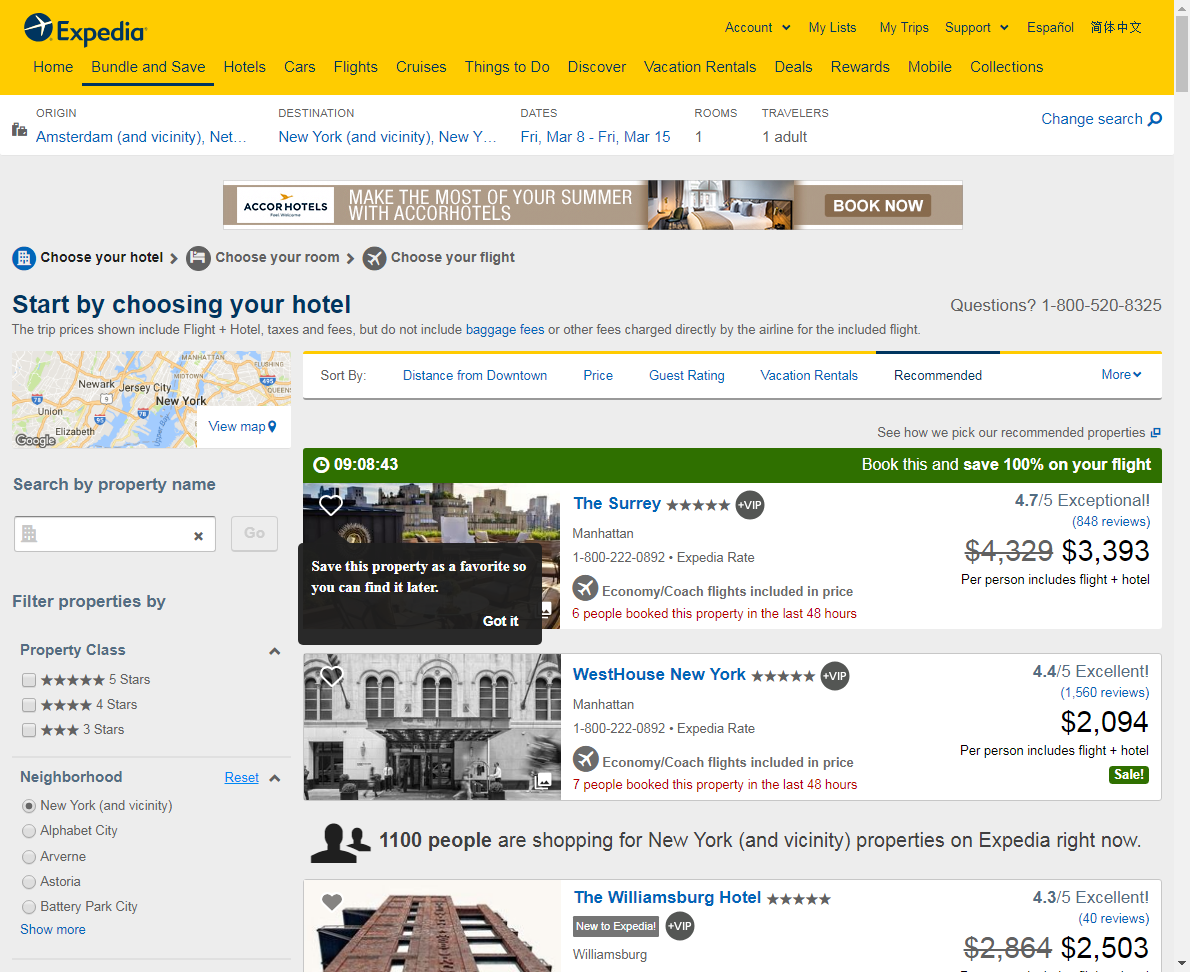 Expedia
Account
My Lists
My Trips
Support
Español
简体中文
Home
Bundle and Save
Hotels
Cars
Flights
Cruises
Things to Do
Discover
Vacation Rentals
Deals
Rewards
Mobile
Collections
ORIGIN
Amsterdam (and vicinity), Net…
DESTINATION
New York (and vicinity), New Y…
DATES
Fri, Mar 8 - Fri, Mar 15
ROOMS
1
TRAVELERS
1 adult
Change search
ACCOR HOTELS
Feel Welcome
MAKE THE MOST OF YOUR SUMMER
WITH ACCORHOTELS
BOOK NOW
Choose your hotel
Choose your room
Choose your flight
Start by choosing your hotel
Questions? 1-800-520-8325
The trip prices shown include Flight + Hotel, taxes and fees, but do not include baggage fees or other fees charged directly by the airline for the included flight.
MANHATTAN
FLUSHING
MIDTOWN
Newark
Jersey City
495
QUEENS
78
9
New York
Union
78
95
Elizabeth
Upper Bay
Google
View map
Sort By:
Distance from Downtown
Price
Guest Rating
Vacation Rentals
Recommended
More
See how we pick our recommended properties
Search by property name
Go
Filter properties by
Property Class
5 Stars
4 Stars
3 Stars
Neighborhood
Reset
New York (and vicinity)
Alphabet City
Arverne
Astoria
Battery Park City
Show more
09:08:43
Book this and save 100% on your flight
Save this property as a favorite so
you can find it later.
Got it
The Surrey
+VIP
Manhattan
1-800-222-0892 • Expedia Rate
Economy/Coach flights included in price
6 people booked this property in the last 48 hours
4.7/5 Exceptional!
(848 reviews)
$4,329 $3,393
Per person includes flight + hotel
WestHouse New York
+VIP
Manhattan
1-800-222-0892 • Expedia Rate
Economy/Coach flights included in price
7 people booked this property in the last 48 hours
4.4/5 Excellent!
(1,560 reviews)
$2,094
Per person includes flight + hotel
Sale!
1100 people are shopping for New York (and vicinity) properties on Expedia right now.
The Williamsburg Hotel
New to Expedia!
+VIP
Williamsburg
4.3/5 Excellent!
(40 reviews)
$2,864 $2,503